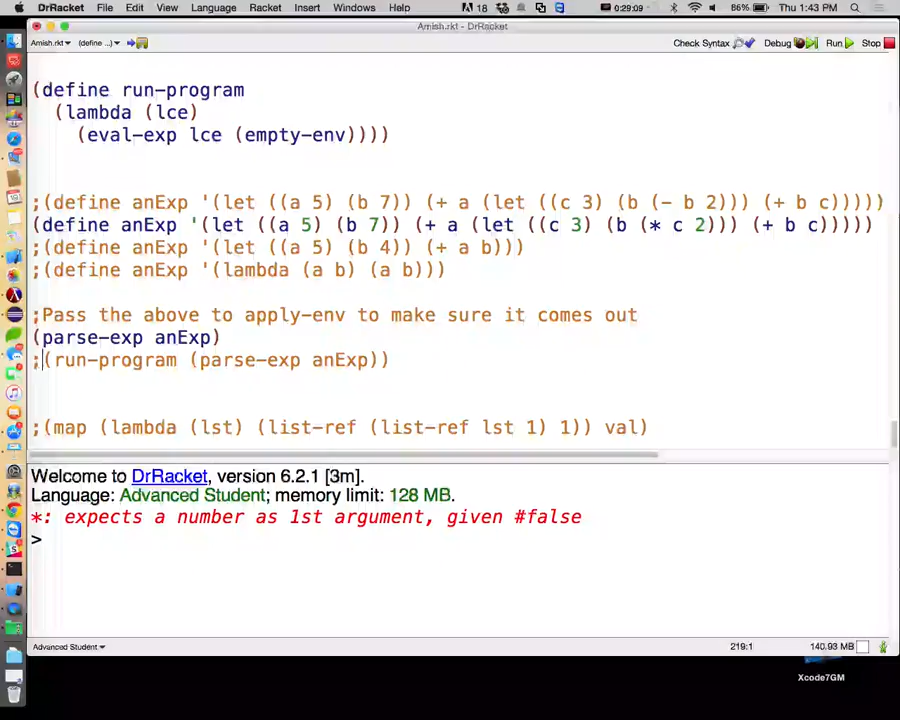 DrRacket File Edit View Language Racket Insert Windows Help 18 0:29:09 86% Thu 1:43 PM
Amish.rkt - DrRacket
Amish.rkt (define ...) Check Syntax Debug Run Stop
(define run-program
(lambda (lce)
(eval-exp lce (empty-env))))
;(define anExp '(let ((a 5) (b 7)) (+ a (let ((c 3) (b (- b 2))) (+ b c)))))
(define anExp '(let ((a 5) (b 7)) (+ a (let ((c 3) (b (* c 2))) (+ b c)))))
;(define anExp '(let ((a 5) (b 4)) (+ a b)))
;(define anExp '(lambda (a b) (a b)))
;Pass the above to apply-env to make sure it comes out
(parse-exp anExp)
;(run-program (parse-exp anExp))
;(map (lambda (lst) (list-ref (list-ref lst 1) 1)) val)
Welcome to DrRacket, version 6.2.1 [3m].
Language: Advanced Student; memory limit: 128 MB.
*: expects a number as 1st argument, given #false
>
Advanced Student 219:1 140.93 MB
Xcode7GM